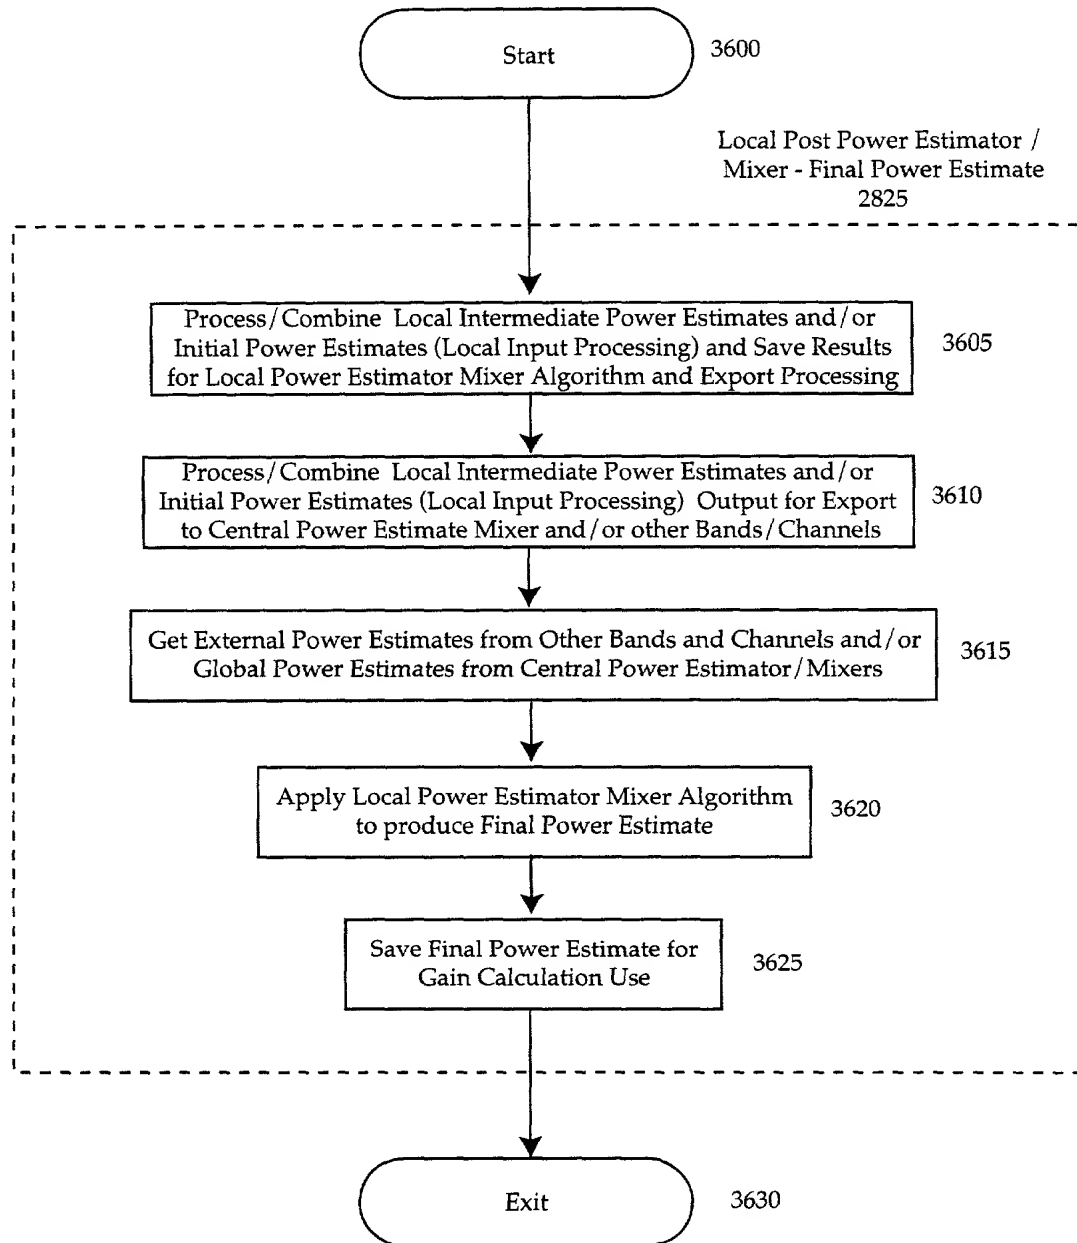 Start
3600
Local Post Power Estimator /
Mixer - Final Power Estimate
2825
Process/Combine Local Intermediate Power Estimates and/or
Initial Power Estimates (Local Input Processing) and Save Results
for Local Power Estimator Mixer Algorithm and Export Processing
3605
Process/Combine Local Intermediate Power Estimates and/or
Initial Power Estimates (Local Input Processing) Output for Export
to Central Power Estimate Mixer and/or other Bands/Channels
3610
Get External Power Estimates from Other Bands and Channels and/or
Global Power Estimates from Central Power Estimator/Mixers
3615
Apply Local Power Estimator Mixer Algorithm
to produce Final Power Estimate
3620
Save Final Power Estimate for
Gain Calculation Use
3625
Exit
3630